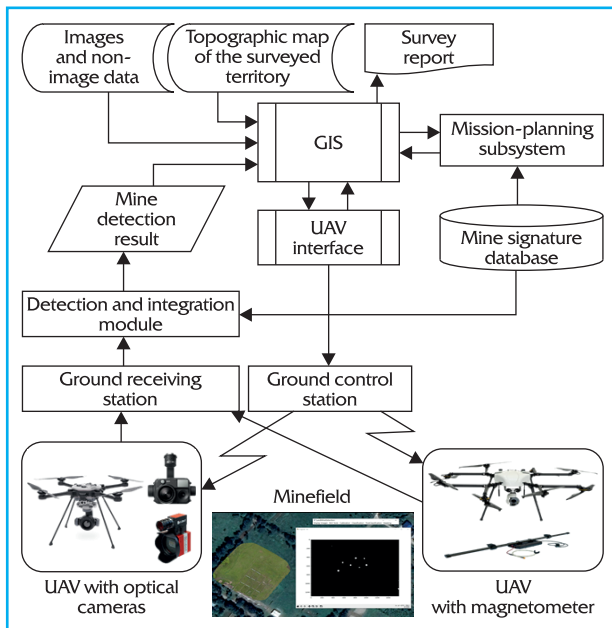 Images
and non-
image data
Topographic map
of the surveyed
territory
Survey
report
GIS
Mission-planning
subsystem
Mine
detection
result
UAV
interface
Mine signature
database
Detection and integration
module
Ground receiving
station
Ground control
station
Minefield
UAV with optical
cameras
UAV
with magnetometer